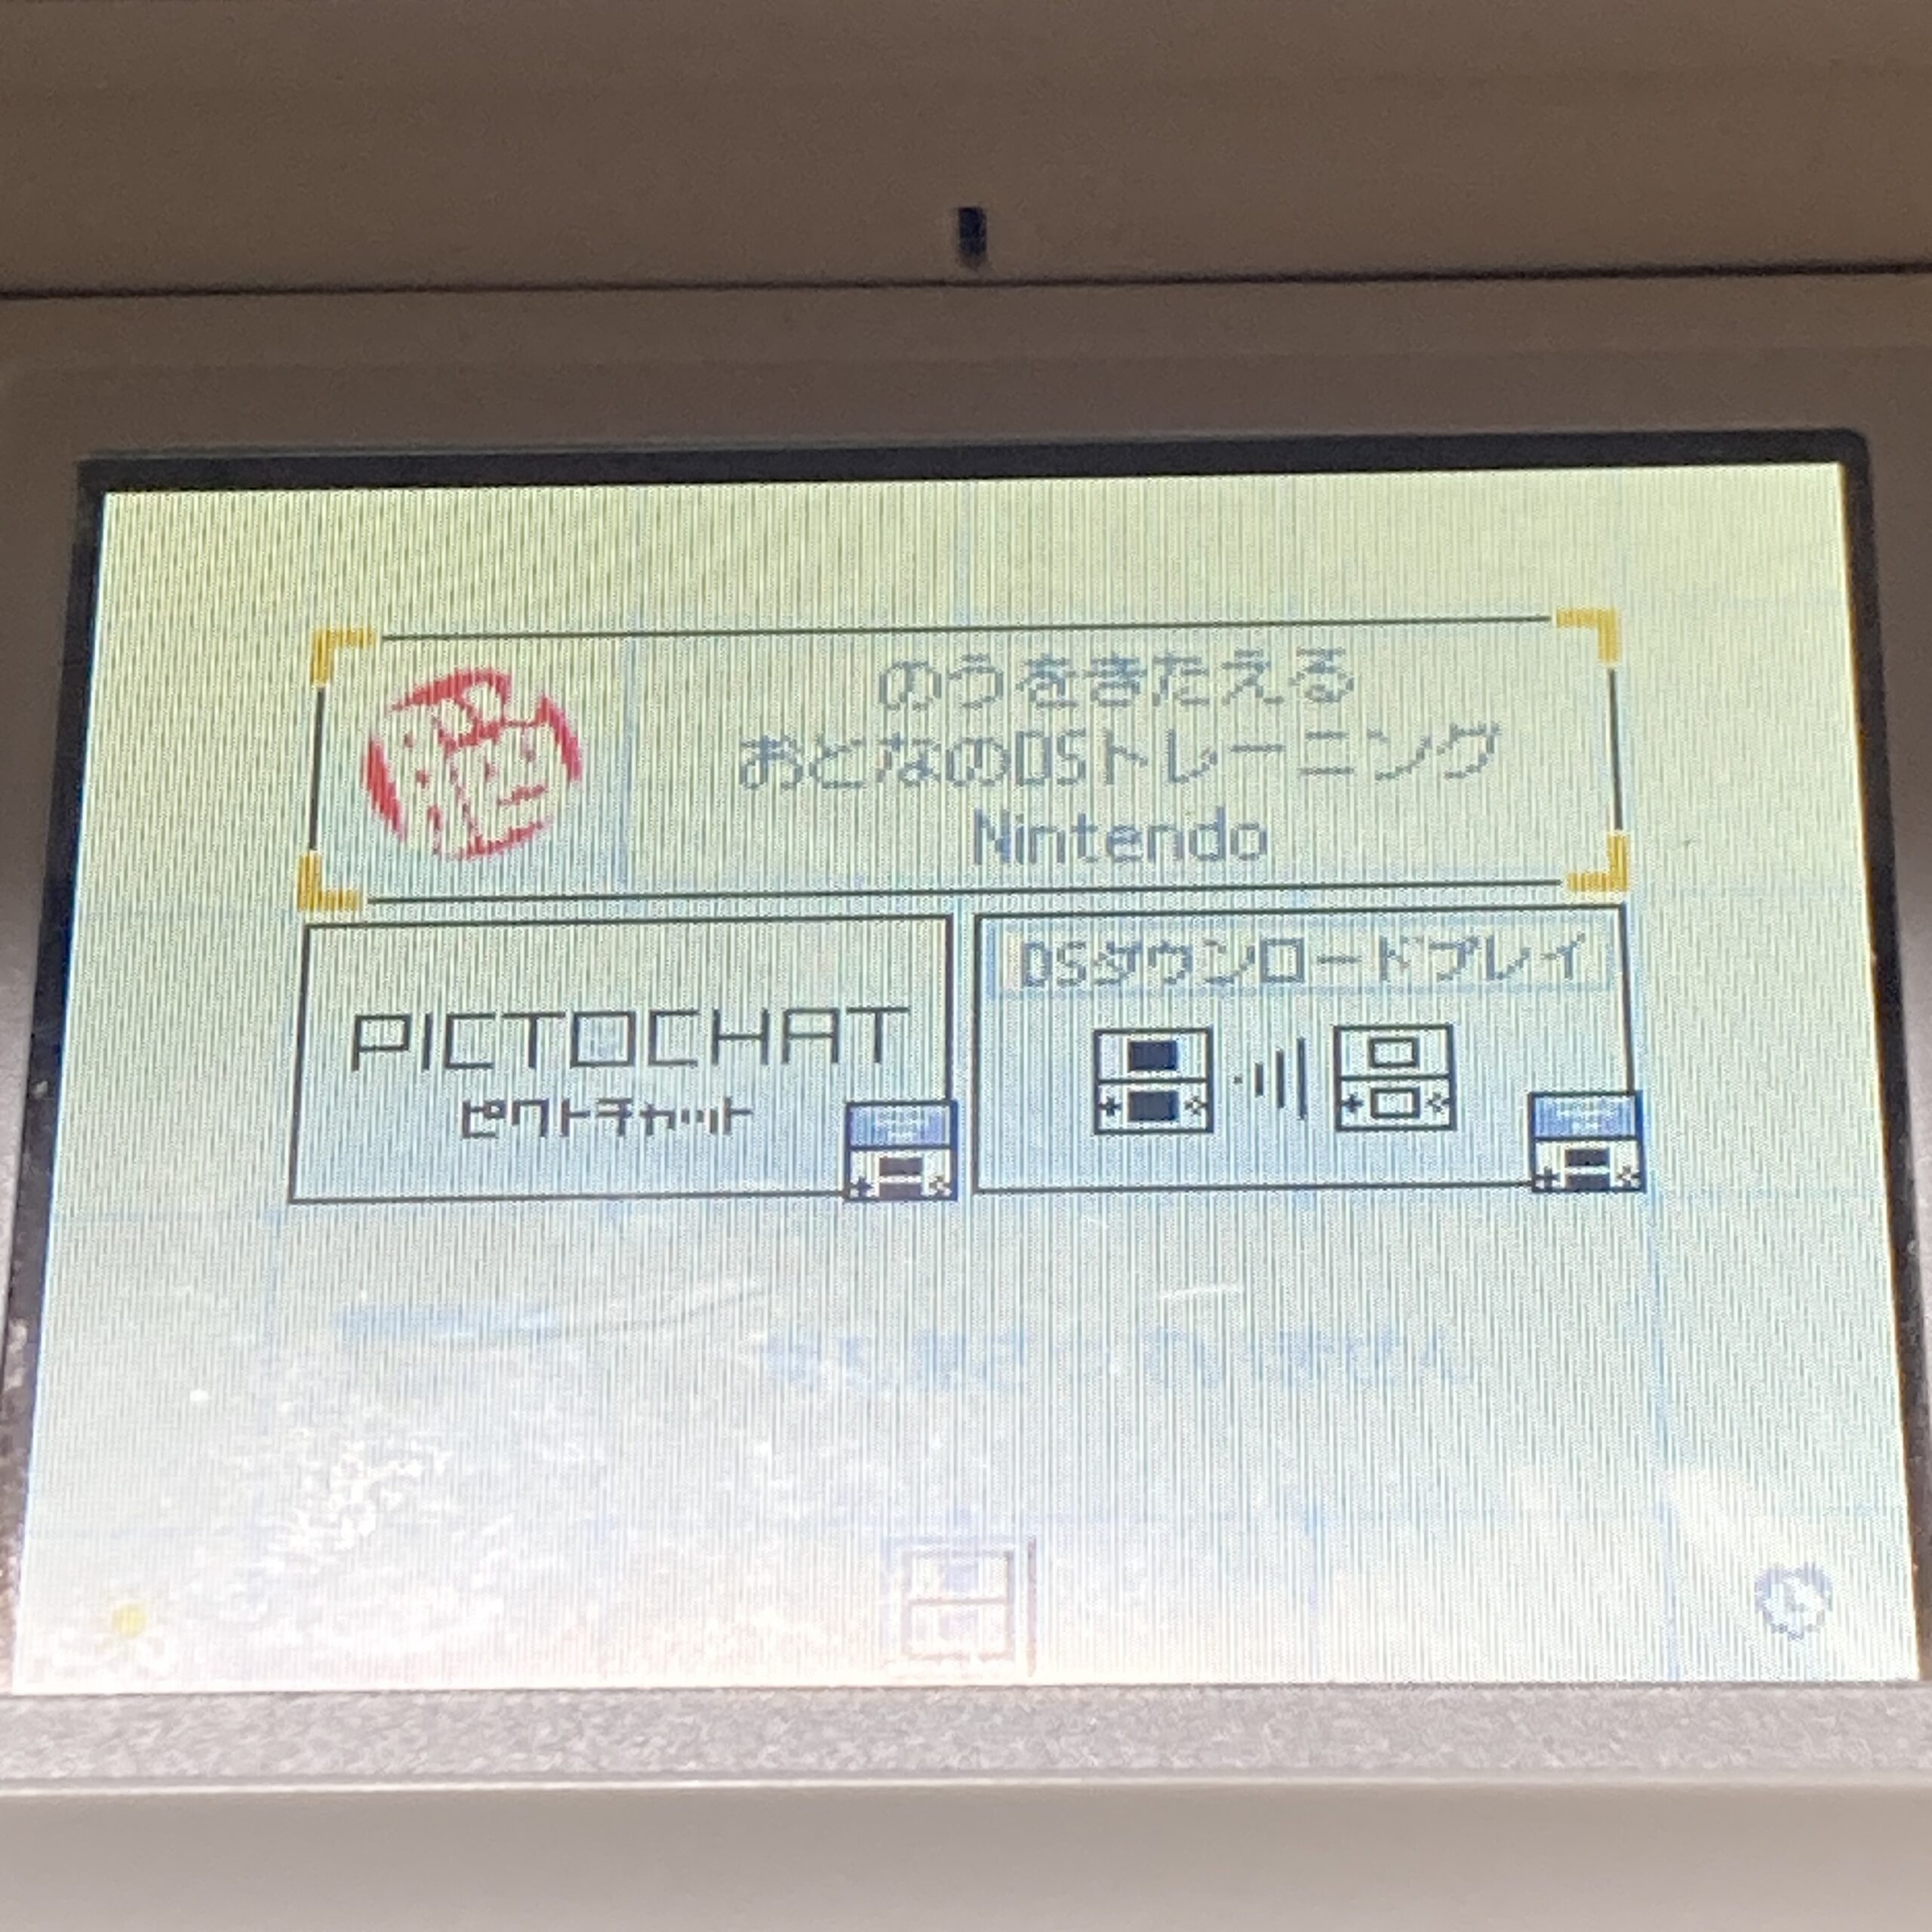 のうをきたえる
おとなのDSトレーニング
Nintendo
PICTOCHAT
ピクトチャット
DSダウンロードプレイ